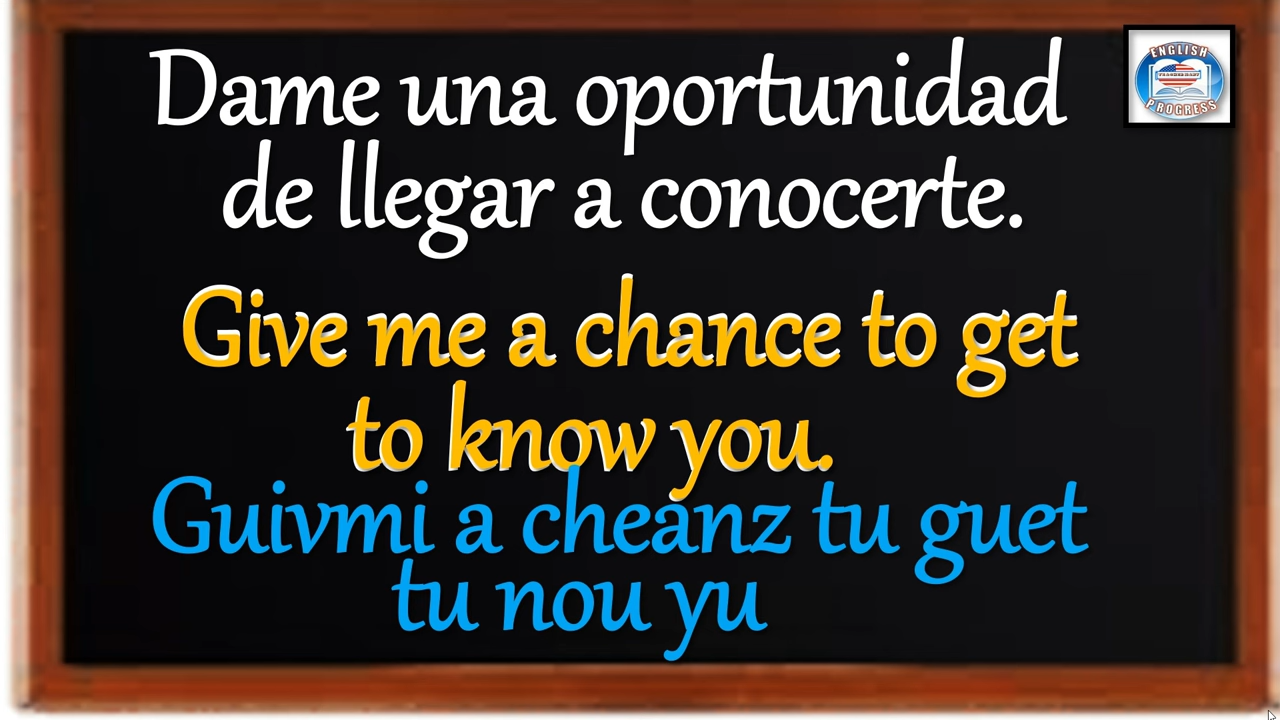 Dame una oportunidad
de llegar a conocerte.
Give me a chance to get
to know you.
Guivmi a cheanz tu guet
tu nou yu
ENGLISH
PROGRESS